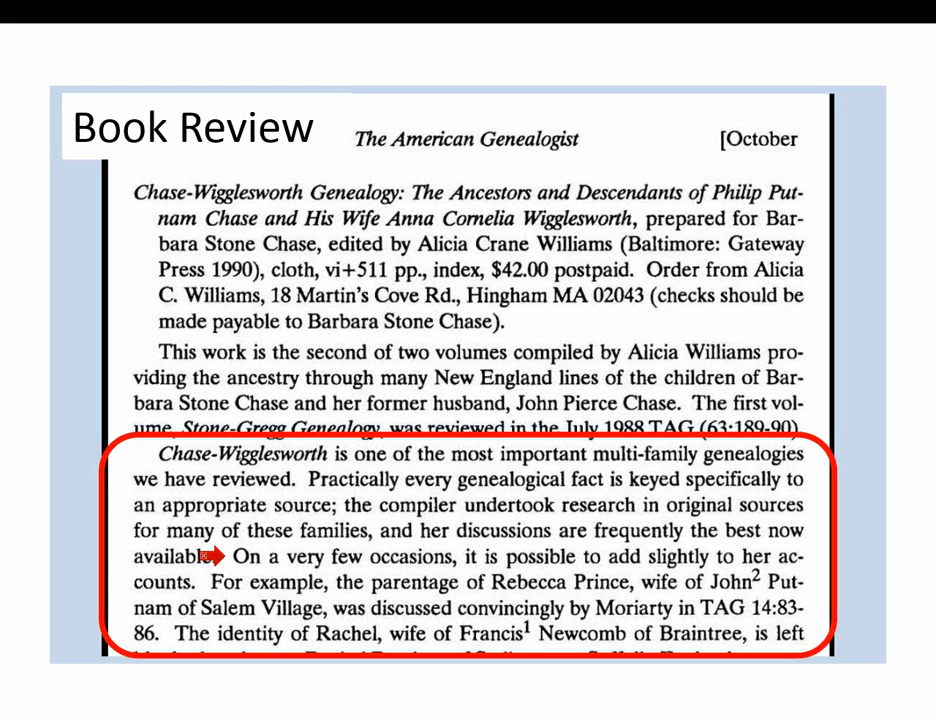 Book Review
The American Genealogist [October
Chase-Wigglesworth Genealogy: The Ancestors and Descendants of Philip Put-
nam Chase and His Wife Anna Cornelia Wigglesworth, prepared for Bar-
bara Stone Chase, edited by Alicia Crane Williams (Baltimore: Gateway
Press 1990), cloth, vi+511 pp., index, $42.00 postpaid. Order from Alicia
C. Williams, 18 Martin's Cove Rd., Hingham MA 02043 (checks should be
made payable to Barbara Stone Chase).
This work is the second of two volumes compiled by Alicia Williams pro-
viding the ancestry through many New England lines of the children of Bar-
bara Stone Chase and her former husband, John Pierce Chase. The first vol-
ume, Stone-Gregg Genealogy, was reviewed in the July 1988 TAG (63:189-90).
Chase-Wigglesworth is one of the most important multi-family genealogies
we have reviewed. Practically every genealogical fact is keyed specifically to
an appropriate source; the compiler undertook research in original sources
for many of these families, and her discussions are frequently the best now
available. On a very few occasions, it is possible to add slightly to her ac-
counts. For example, the parentage of Rebecca Prince, wife of John² Put-
nam of Salem Village, was discussed convincingly by Moriarty in TAG 14:83-
86. The identity of Rachel, wife of Francis¹ Newcomb of Braintree, is left